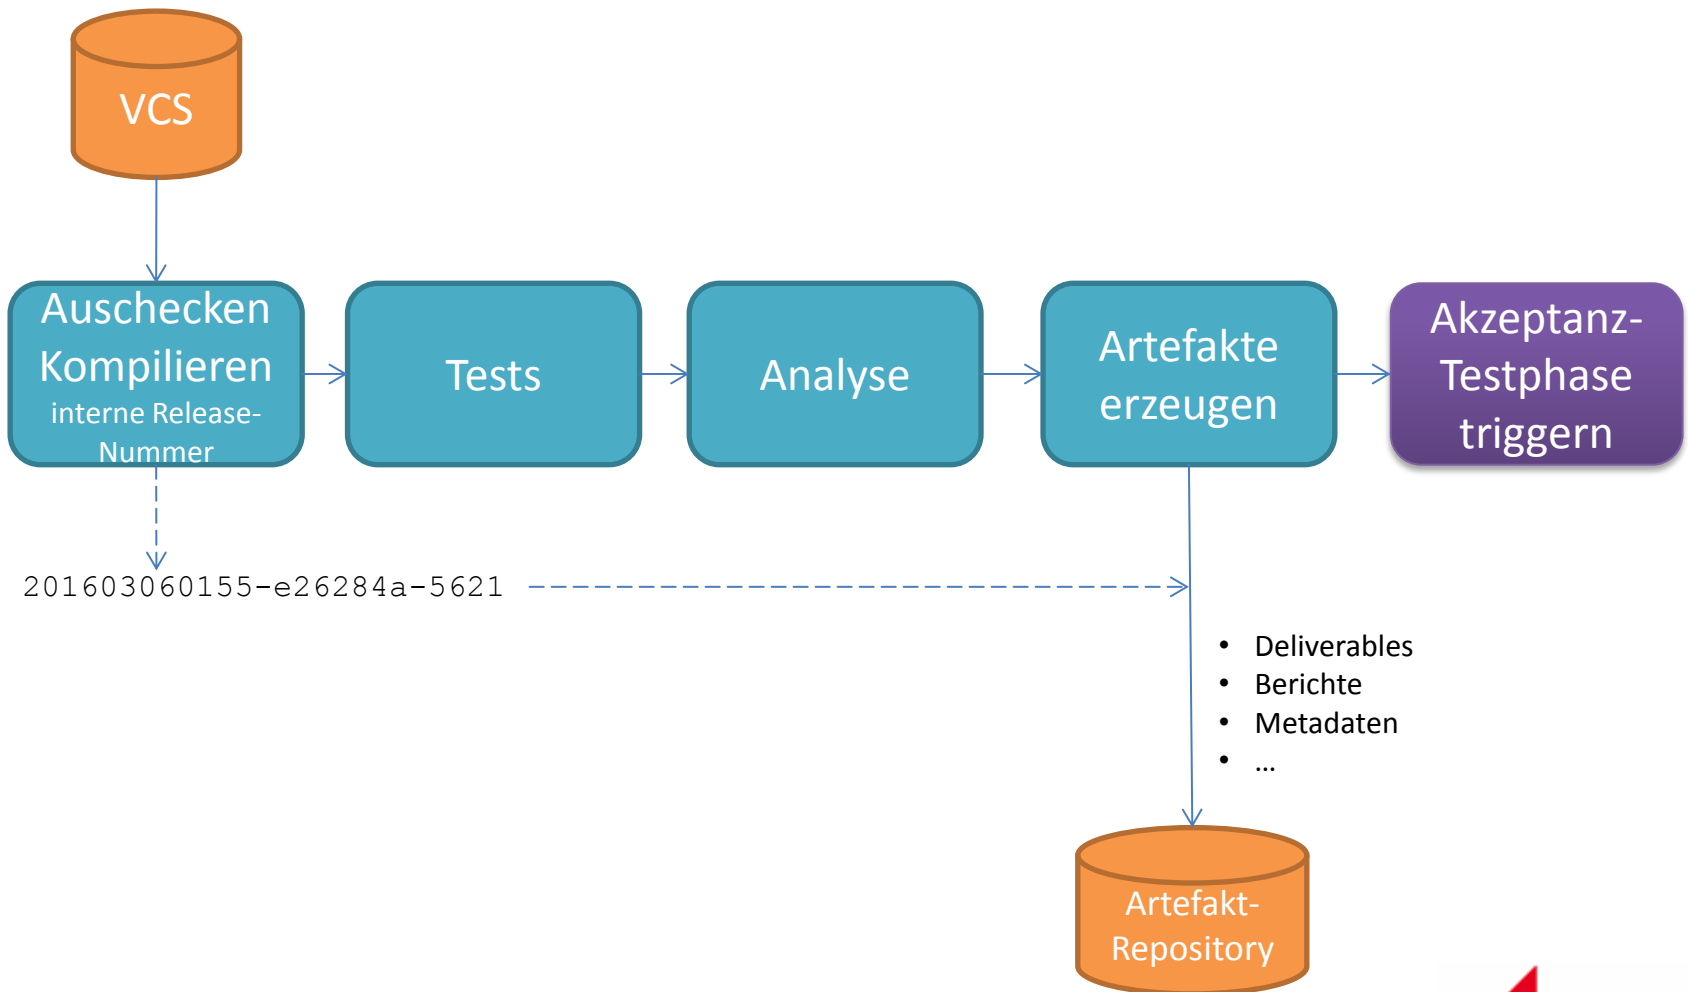 VCS
Auschecken
Kompilieren
interne Release-
Nummer
Tests
Analyse
Artefakte
erzeugen
Akzeptanz-
Testphase
triggern
201603060155-e26284a-5621
• Deliverables
• Berichte
• Metadaten
• …
Artefakt-
Repository